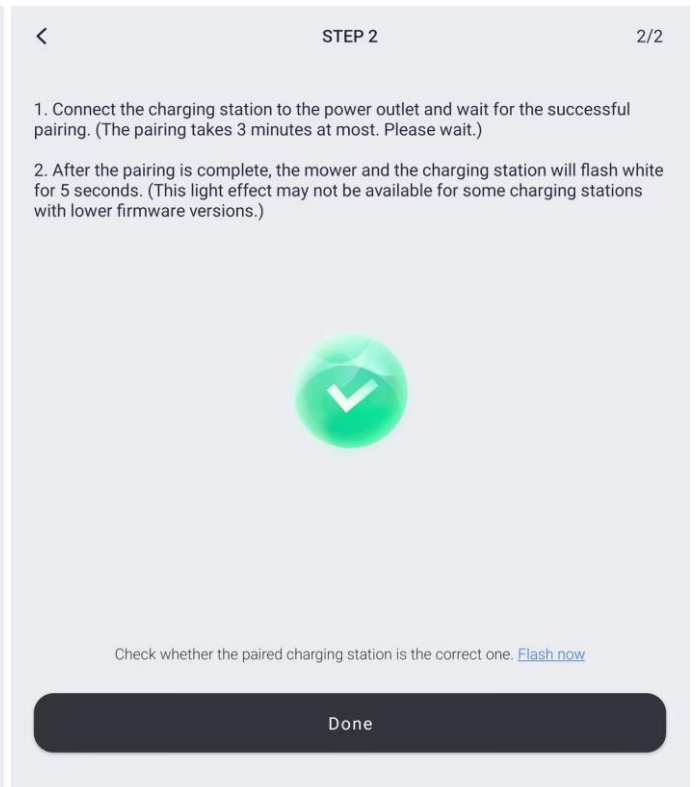 STEP 2
2/2
1. Connect the charging station to the power outlet and wait for the successful
pairing. (The pairing takes 3 minutes at most. Please wait.)
2. After the pairing is complete, the mower and the charging station will flash white
for 5 seconds. (This light effect may not be available for some charging stations
with lower firmware versions.)
Check whether the paired charging station is the correct one. Flash now
Done